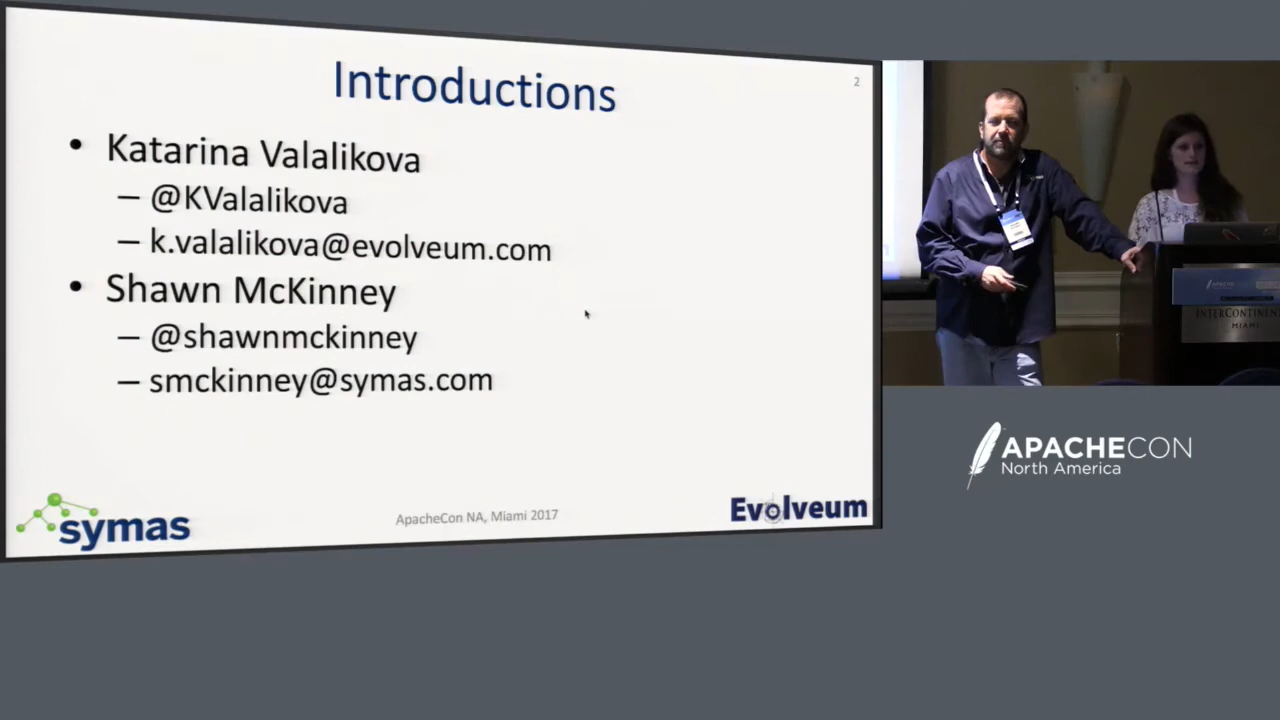 Introductions
2
• Katarina Valalikova
– @KValalikova
– k.valalikova@evolveum.com
• Shawn McKinney
– @shawnmckinney
– smckinney@symas.com
symas
ApacheCon NA, Miami 2017
Evolveum
INTERCONTINEN
MIAMI
APACHECON
North America